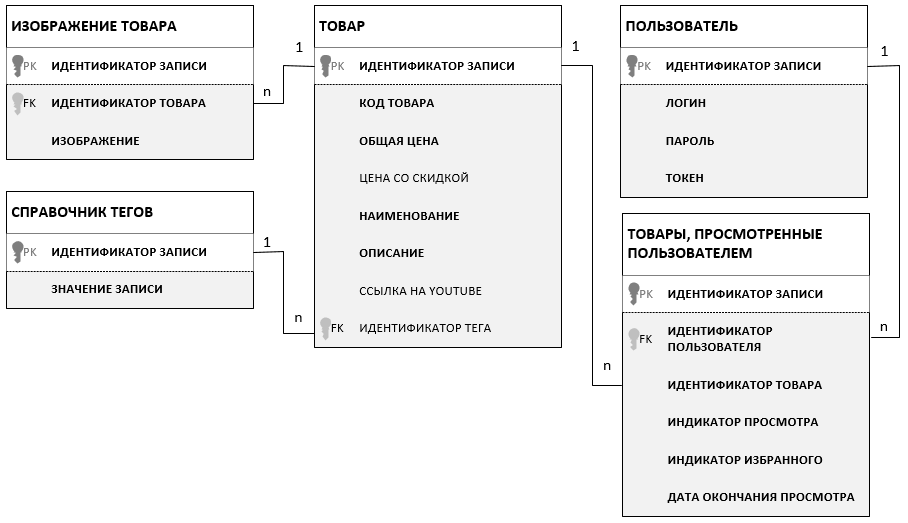 ИЗОБРАЖЕНИЕ ТОВАРА
PK ИДЕНТИФИКАТОР ЗАПИСИ
FK ИДЕНТИФИКАТОР ТОВАРА
ИЗОБРАЖЕНИЕ
1
n
СПРАВОЧНИК ТЕГОВ
PK ИДЕНТИФИКАТОР ЗАПИСИ
ЗНАЧЕНИЕ ЗАПИСИ
1
n
ТОВАР
PK ИДЕНТИФИКАТОР ЗАПИСИ
КОД ТОВАРА
ОБЩАЯ ЦЕНА
ЦЕНА СО СКИДКОЙ
НАИМЕНОВАНИЕ
ОПИСАНИЕ
ССЫЛКА НА YOUTUBE
FK ИДЕНТИФИКАТОР ТЕГА
1
n
ПОЛЬЗОВАТЕЛЬ
PK ИДЕНТИФИКАТОР ЗАПИСИ
ЛОГИН
ПАРОЛЬ
ТОКЕН
1
n
ТОВАРЫ, ПРОСМОТРЕННЫЕ
ПОЛЬЗОВАТЕЛЕМ
PK ИДЕНТИФИКАТОР ЗАПИСИ
FK ИДЕНТИФИКАТОР
ПОЛЬЗОВАТЕЛЯ
ИДЕНТИФИКАТОР ТОВАРА
ИНДИКАТОР ПРОСМОТРА
ИНДИКАТОР ИЗБРАННОГО
ДАТА ОКОНЧАНИЯ ПРОСМОТРА